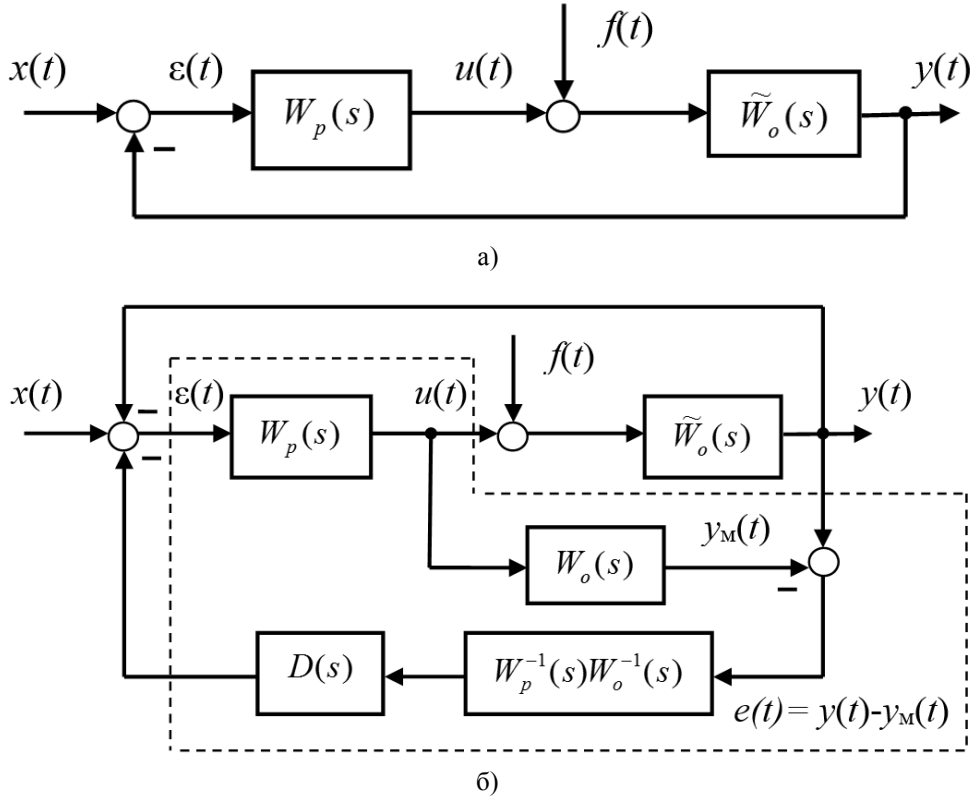 x(t) ε(t) W_p(s) u(t) f(t) W̃_o(s) y(t)
−
а)
x(t) ε(t) W_p(s) u(t) f(t) W̃_o(s) y(t)
−
−
W_o(s) y_м(t)
−
D(s) W_p^{-1}(s)W_o^{-1}(s)
e(t)= y(t)-y_м(t)
б)